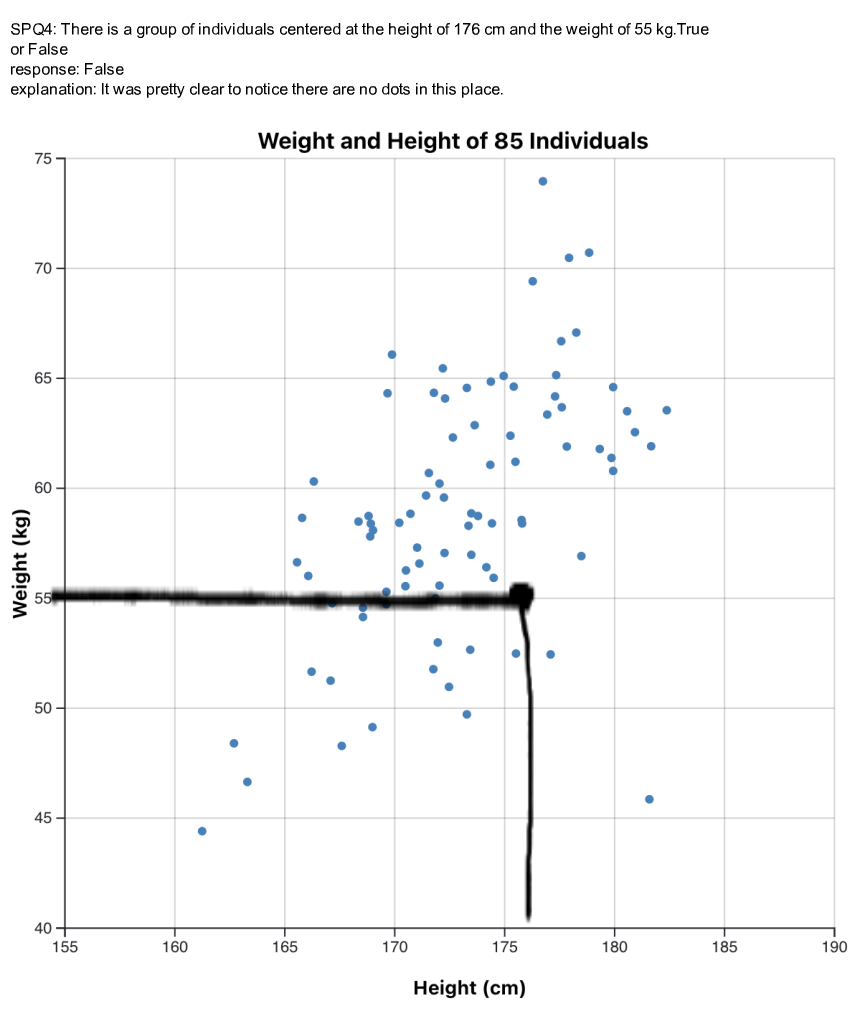 SPQ4: There is a group of individuals centered at the height of 176 cm and the weight of 55 kg.True
or False
response: False
explanation: It was pretty clear to notice there are no dots in this place.
Weight and Height of 85 Individuals
75
70
65
60
55
50
45
40
Weight (kg)
155 160 165 170 175 180 185 190
Height (cm)